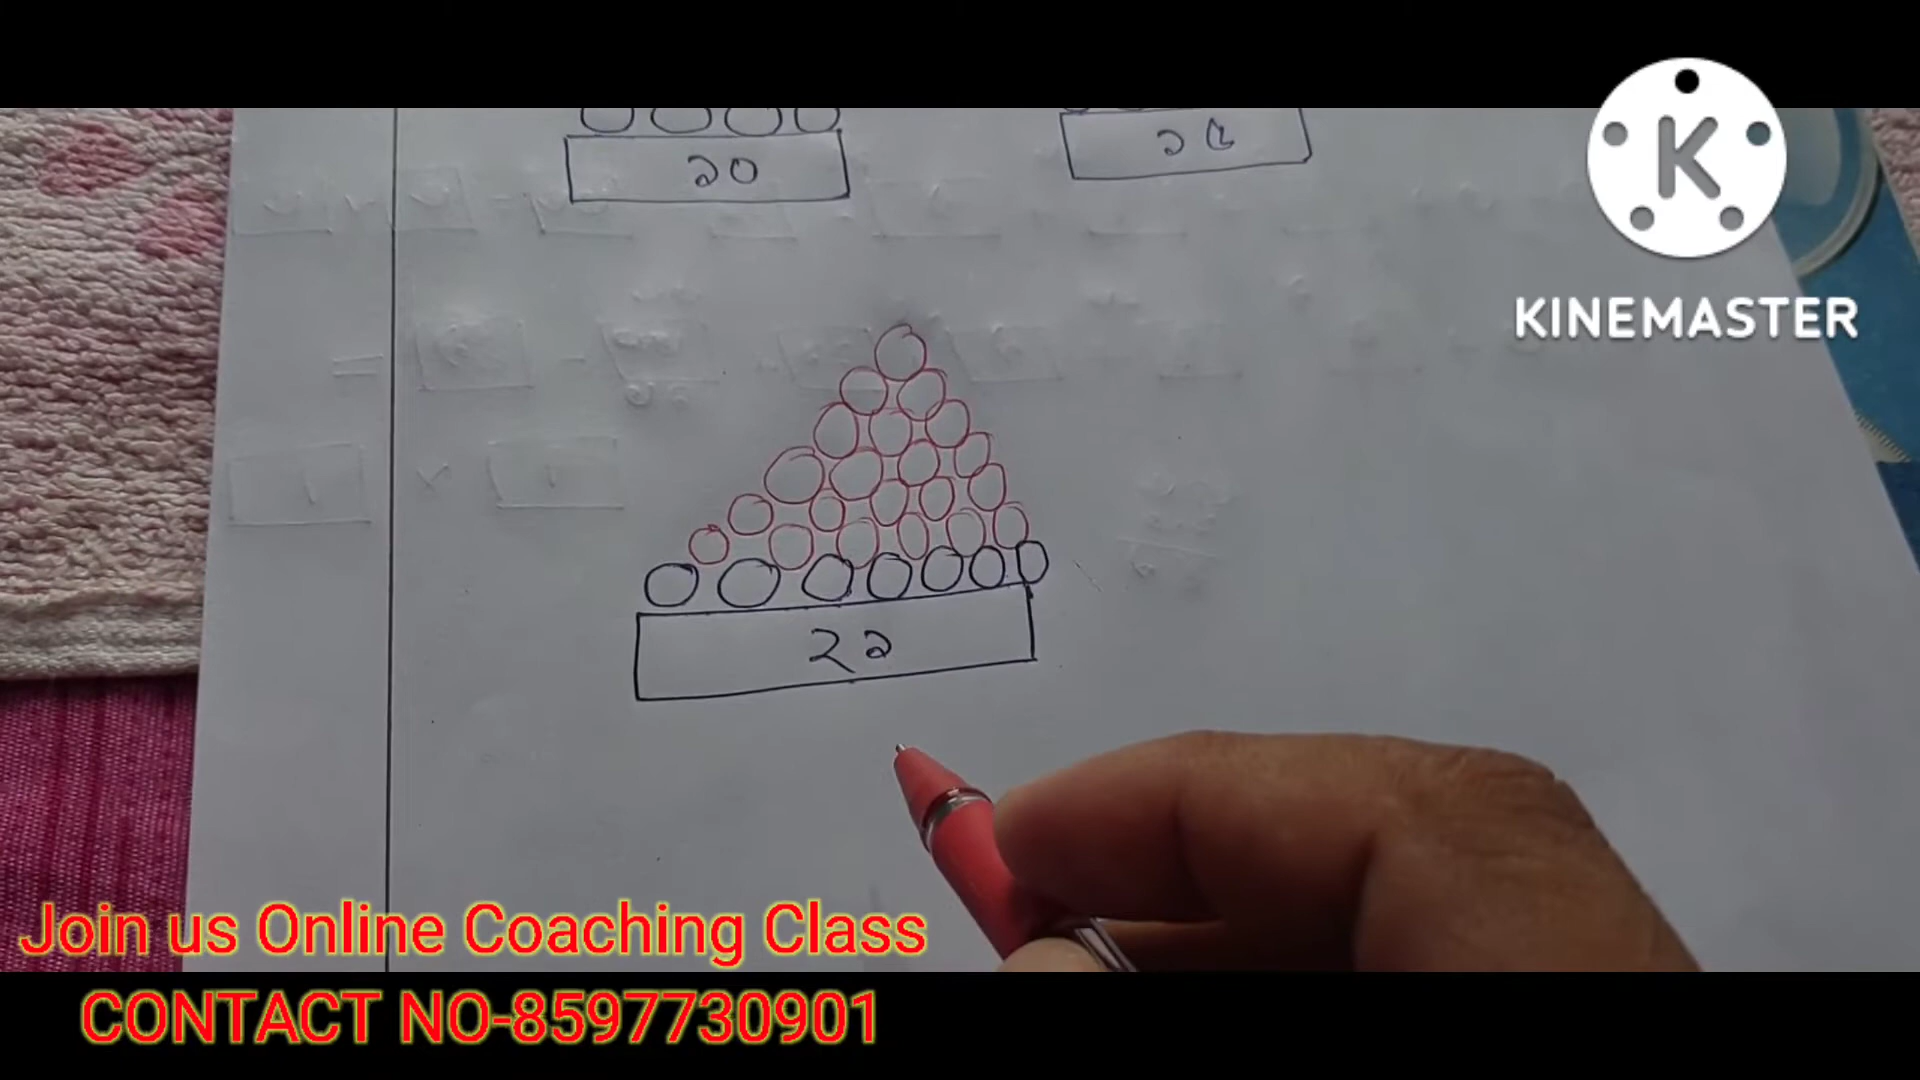 K
KINEMASTER
১০
১৫
২১
Join us Online Coaching Class
CONTACT NO-8597730901